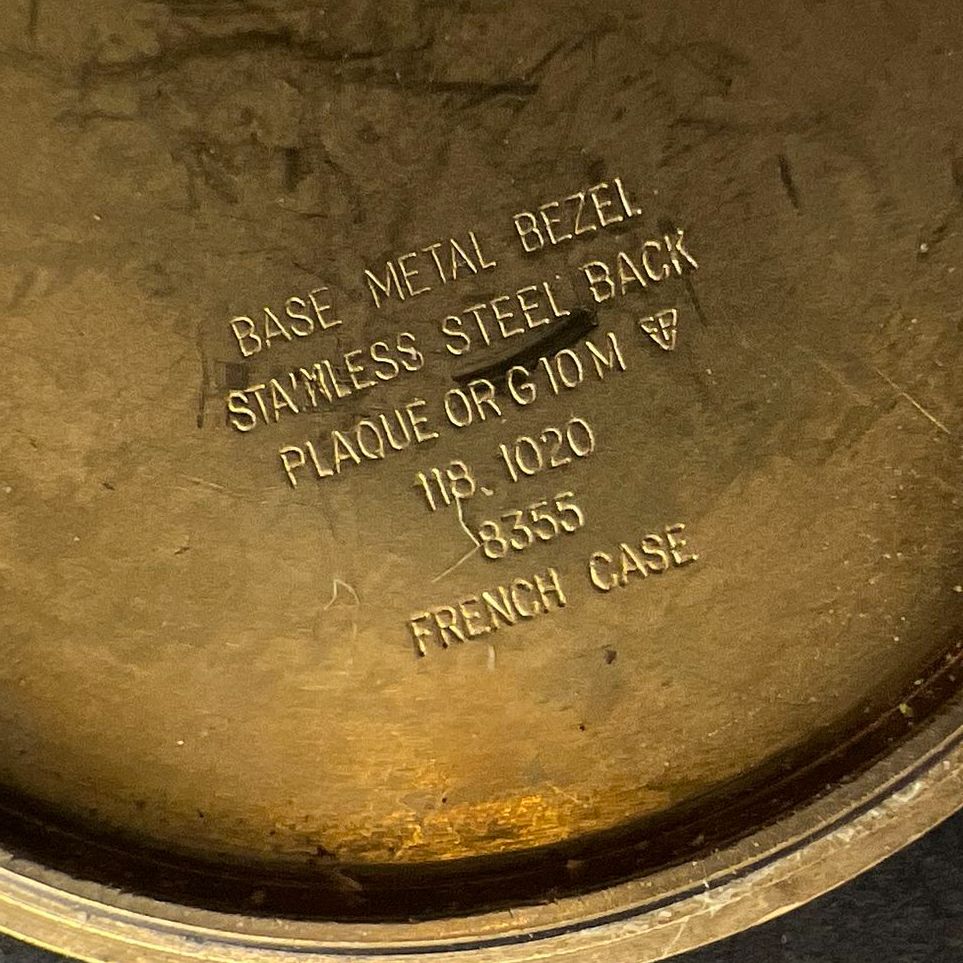 BASE METAL BEZEL
STAINLESS STEEL BACK
PLAQUE OR G 10 M
118.1020
8355
FRENCH CASE